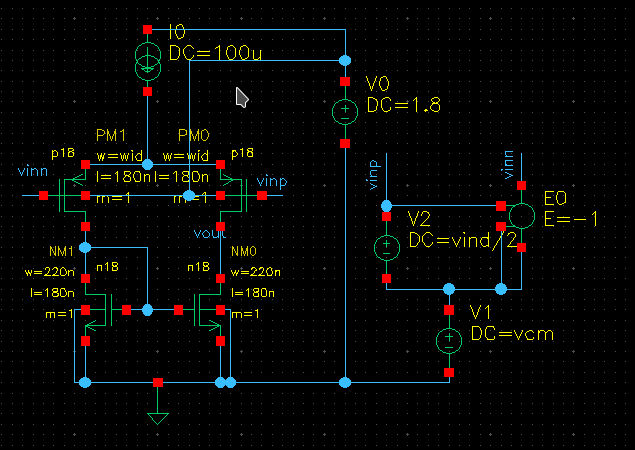 I0
DC=100u
V0
DC=1.8
PM1
PM0
p18
w=wid
w=wid
p18
vinn
l=180n
l=180n
vinp
m=1
m=1
vinp
vinn
E0
E=-1
V2
DC=vind/2
vout
NM1
NM0
w=220n
n18
n18
w=220n
l=180n
l=180n
m=1
m=1
V1
DC=vcm